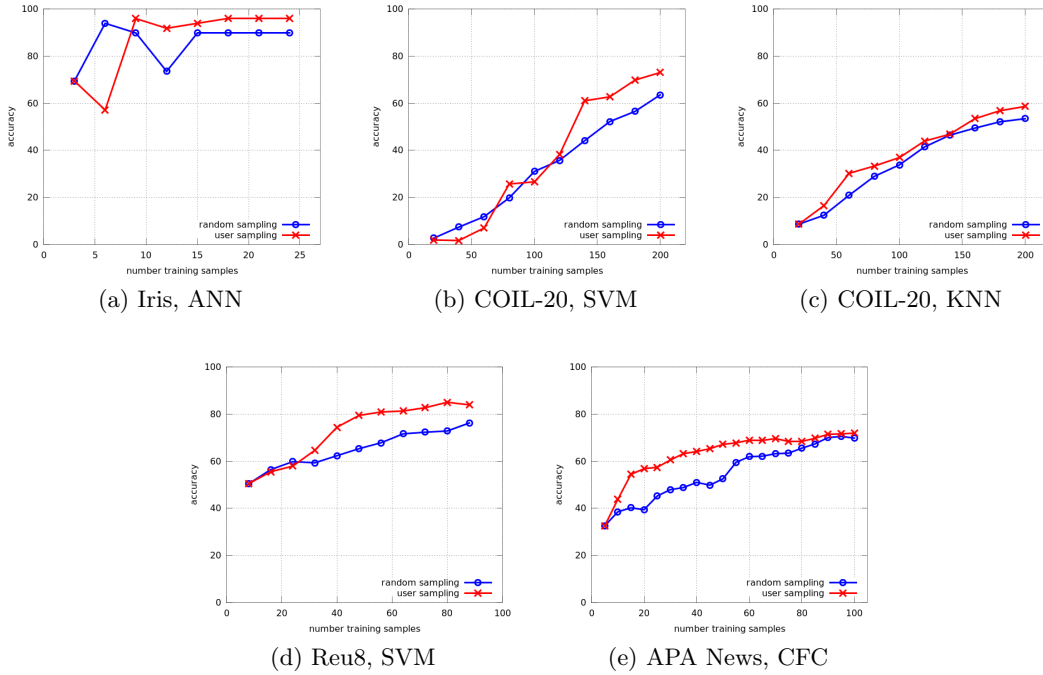 100
80
60
40
20
0
accuracy
0 5 10 15 20 25
number training samples
random sampling
user sampling
(a) Iris, ANN
100
80
60
40
20
0
accuracy
0 50 100 150 200
number training samples
random sampling
user sampling
(b) COIL-20, SVM
100
80
60
40
20
0
accuracy
0 50 100 150 200
number training samples
random sampling
user sampling
(c) COIL-20, KNN
100
80
60
40
20
0
accuracy
0 20 40 60 80 100
number training samples
random sampling
user sampling
(d) Reu8, SVM
100
80
60
40
20
0
accuracy
0 20 40 60 80 100
number training samples
random sampling
user sampling
(e) APA News, CFC